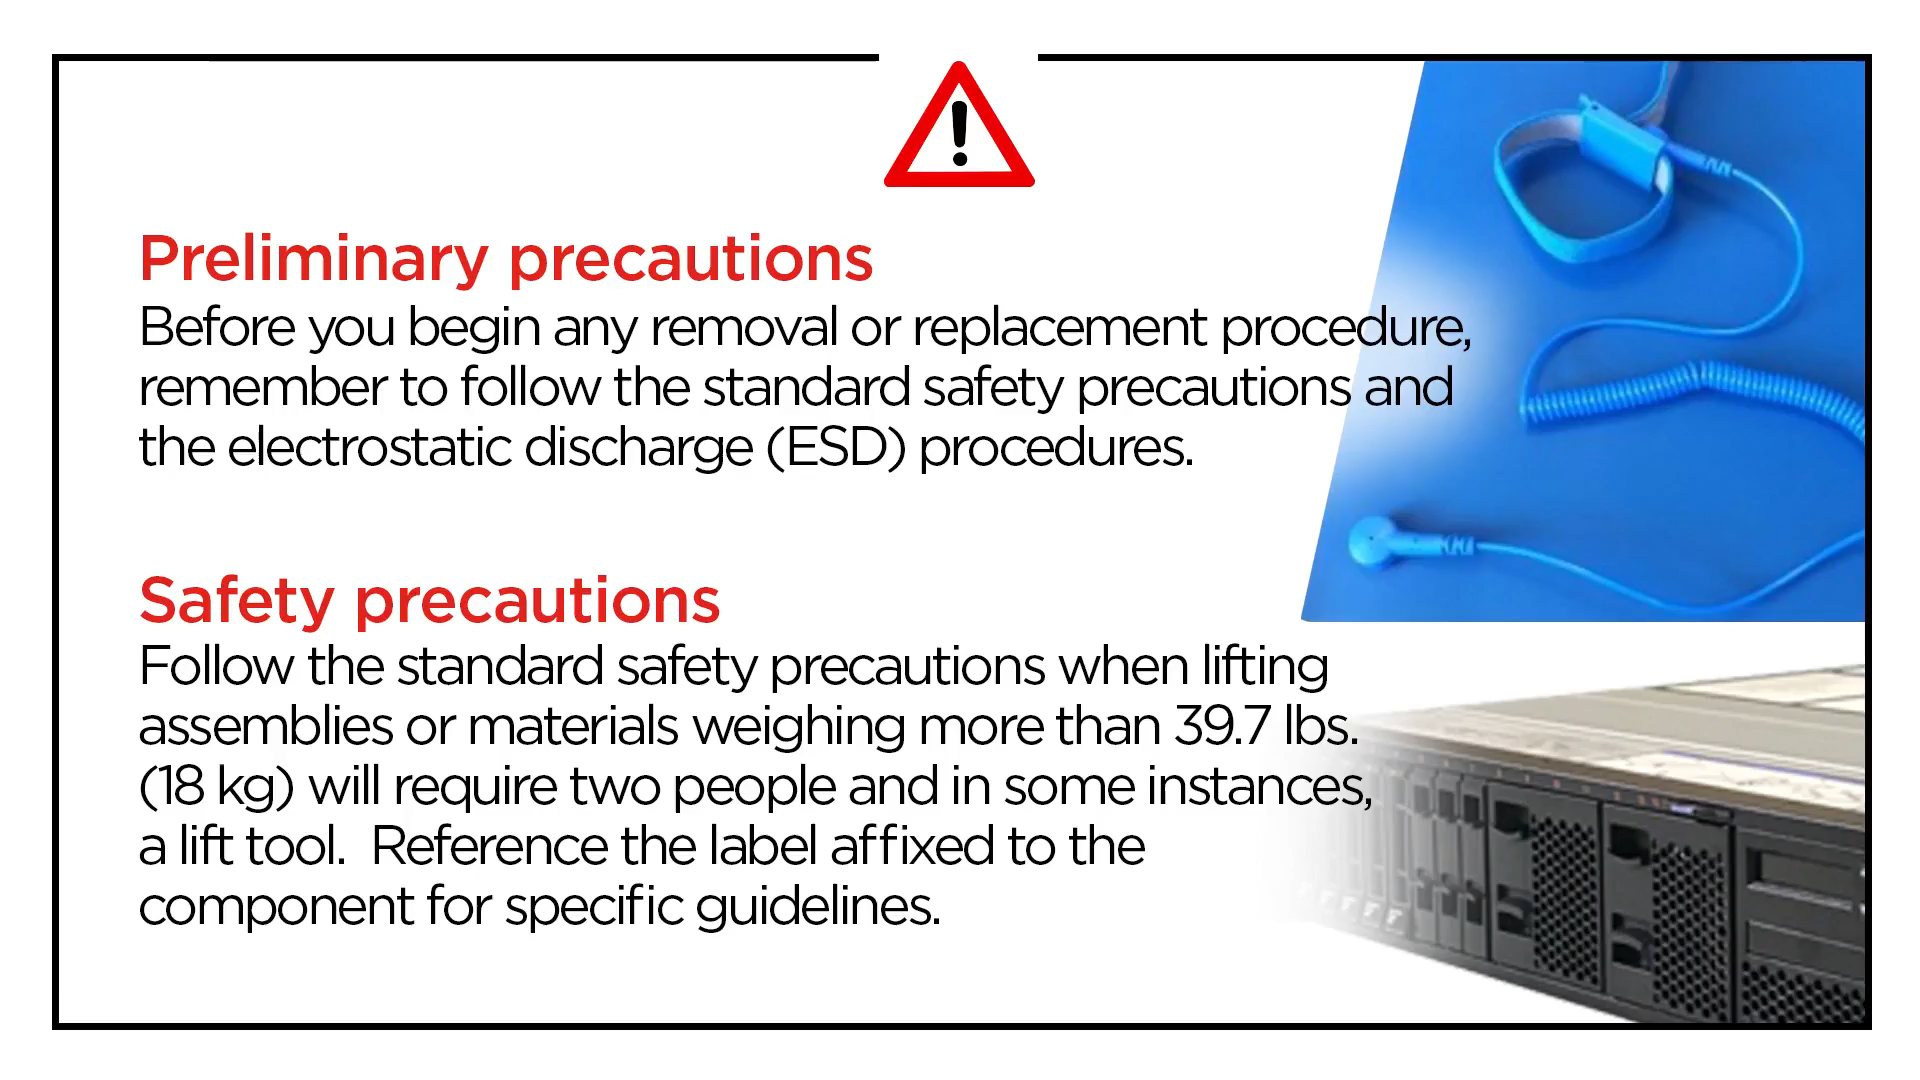 Preliminary precautions
Before you begin any removal or replacement procedure,
remember to follow the standard safety precautions and
the electrostatic discharge (ESD) procedures.
Safety precautions
Follow the standard safety precautions when lifting
assemblies or materials weighing more than 39.7 lbs.
(18 kg) will require two people and in some instances,
a lift tool.  Reference the label affixed to the
component for specific guidelines.